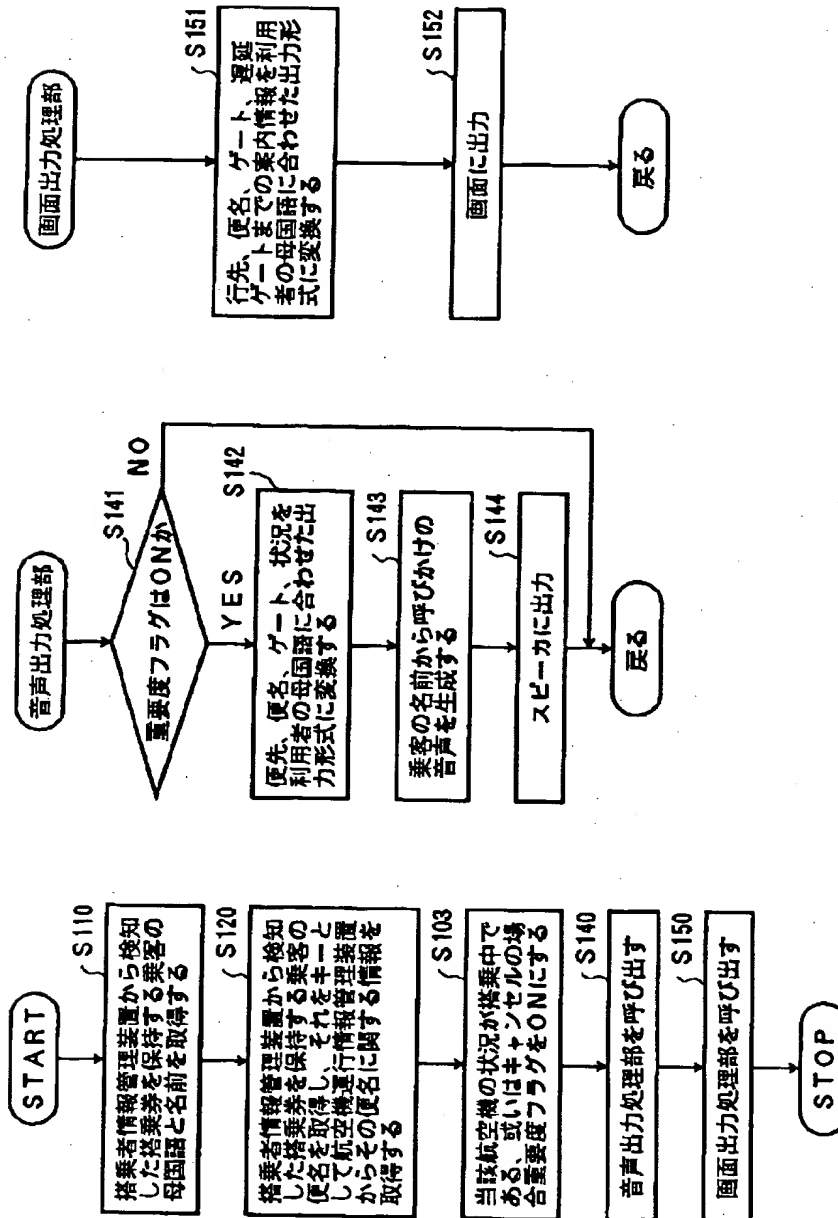 START
S110
搭乗者情報管理装置から検知
した搭乗券を保持する乗客の
母国語と名前を取得する
S120
搭乗者情報管理装置から検知
した搭乗券を保持する乗客の
便名を取得し、それをキーと
して航空機運行情報管理装置
からその便名に関する情報を
取得する
S103
当該航空機の状況が搭乗中で
ある、或いはキャンセルの場
合重要度フラグをONにする
S140
音声出力処理部を呼び出す
S150
画面出力処理部を呼び出す
STOP
音声出力処理部
S141
重要度フラグはONか
NO
YES
S142
便先、便名、ゲート、状況を
利用者の母国語に合わせた出
力形式に変換する
S143
乗客の名前から呼びかけの
音声を生成する
S144
スピーカに出力
戻る
画面出力処理部
S151
行先、便名、ゲート、遅延
ゲートまでの案内情報を利用
者の母国語に合わせた出力形
式に変換する
S152
画面に出力
戻る